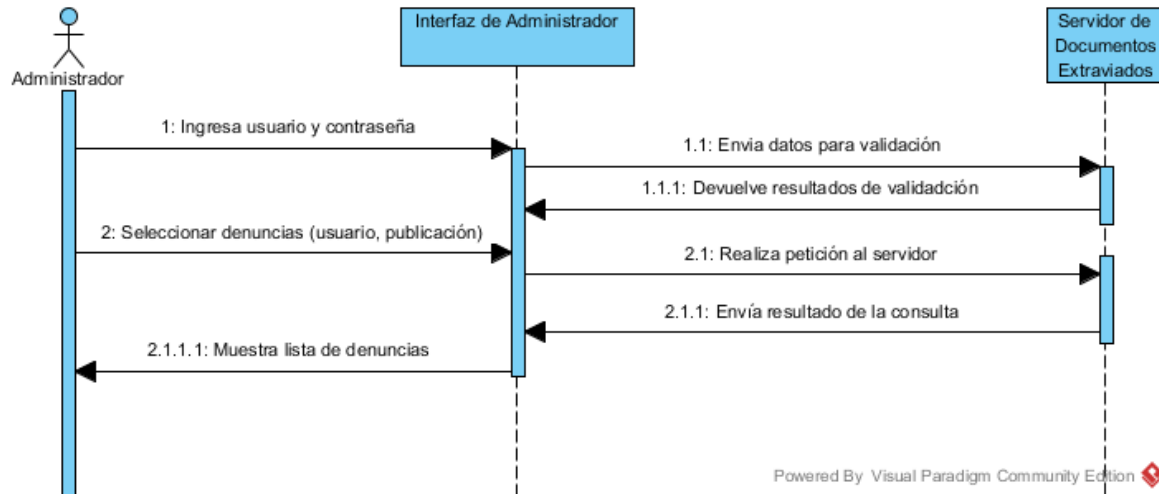 Interfaz de Administrador
Servidor de
Documentos
Extraviados
Administrador
1: Ingresa usuario y contraseña
1.1: Envia datos para validación
1.1.1: Devuelve resultados de validadción
2: Seleccionar denuncias (usuario, publicación)
2.1: Realiza petición al servidor
2.1.1: Envía resultado de la consulta
2.1.1.1: Muestra lista de denuncias
Powered By Visual Paradigm Community Edition